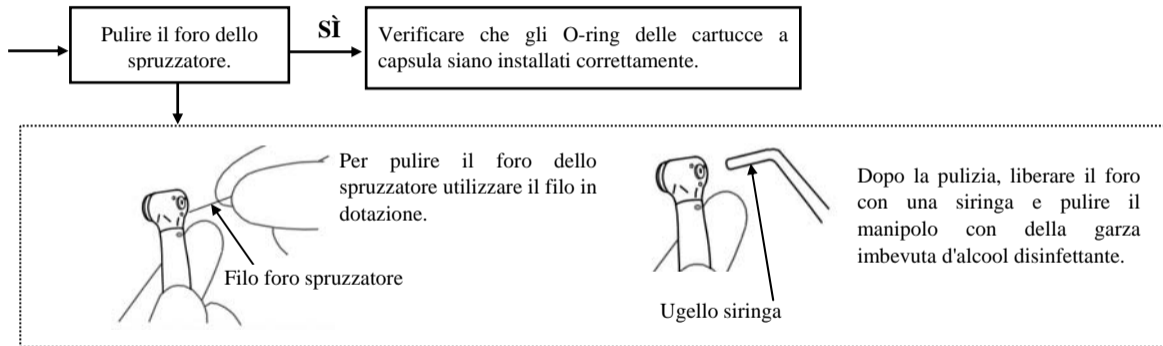 Pulire il foro dello
spruzzatore.
SÌ
Verificare che gli O-ring delle cartucce a
capsula siano installati correttamente.
Per pulire il foro dello
spruzzatore utilizzare il filo in
dotazione.
Filo foro spruzzatore
Dopo la pulizia, liberare il foro
con una siringa e pulire il
manipolo con della garza
imbevuta d'alcool disinfettante.
Ugello siringa